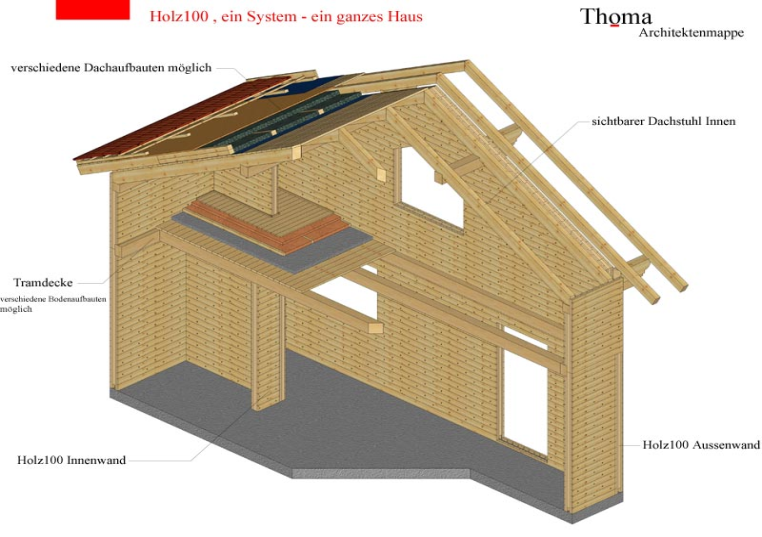 Holz100 , ein System - ein ganzes Haus
Thoma
Architektenmappe
verschiedene Dachaufbauten möglich
sichtbarer Dachstuhl Innen
Tramdecke
verschiedene Bodenaufbauten
möglich
Holz100 Innenwand
Holz100 Aussenwand